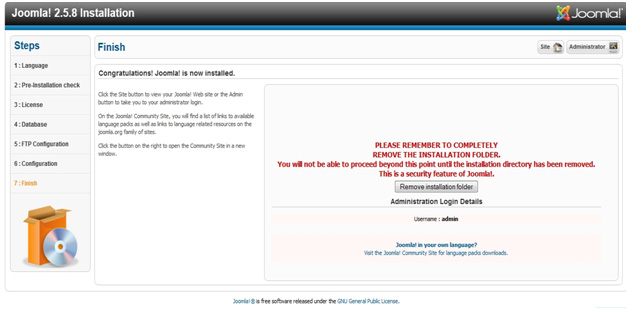 Joomla! 2.5.8 Installation
Joomla!
Steps
1 : Language
2 : Pre-Installation check
3 : License
4 : Database
5 : FTP Configuration
6 : Configuration
7 : Finish
Finish
Site
Administrator
Congratulations! Joomla! is now installed.
Click the Site button to view your Joomla! Web site or the Admin
button to take you to your administrator login.
On the Joomla! Community Site, you will find a list of links to available
language packs as well as links to language related resources on the
joomla.org family of sites.
Click the button on the right to open the Community Site in a new
window.
PLEASE REMEMBER TO COMPLETELY
REMOVE THE INSTALLATION FOLDER.
You will not be able to proceed beyond this point until the installation directory has been removed.
This is a security feature of Joomla!.
Remove installation folder
Administration Login Details
Username : admin
Joomla! in your own language?
Visit the Joomla! Community Site for language packs downloads.
Joomla! ® is free software released under the GNU General Public License.